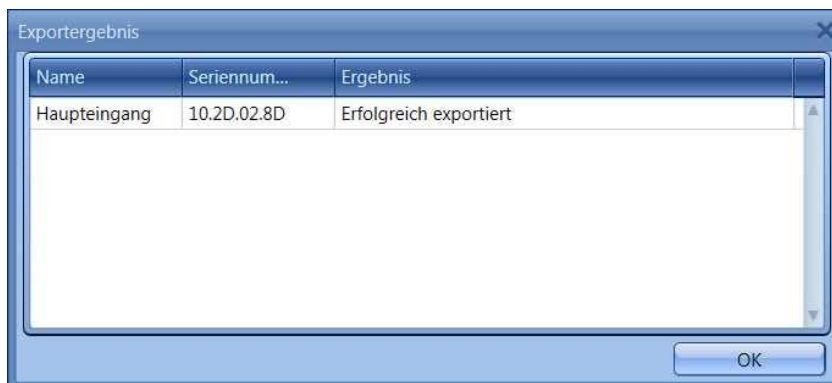 Exportergebnis
Name Seriennum... Ergebnis
Haupteingang 10.2D.02.8D Erfolgreich exportiert
OK